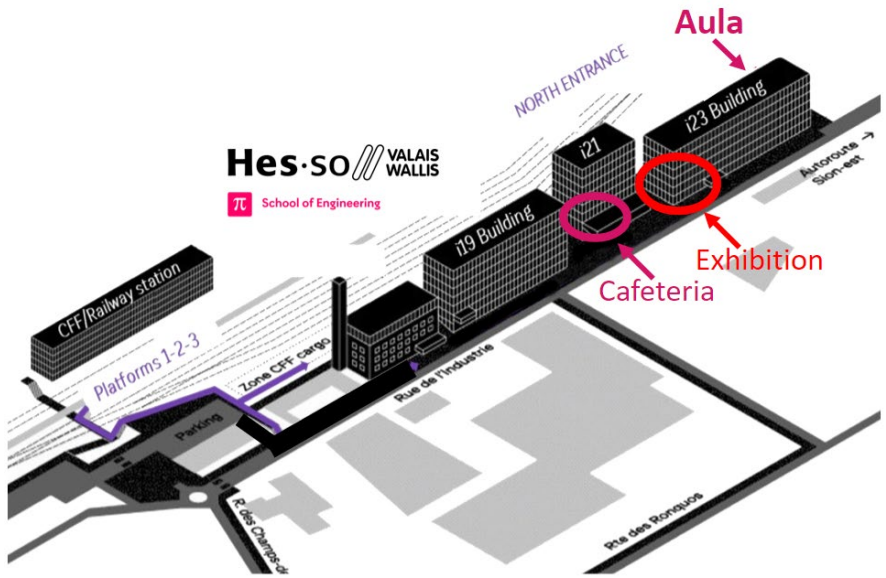 Aula
NORTH ENTRANCE
i23 Building
i21
Autoroute →
Sion-est
Hes·so VALAIS
WALLIS
π School of Engineering
i19 Building
Exhibition
Cafeteria
CFF/Railway station
Platforms 1-2-3
Zone CFF cargo
Rue de l'Industrie
Parking
R. des Champs-de
Rte des Ronquos